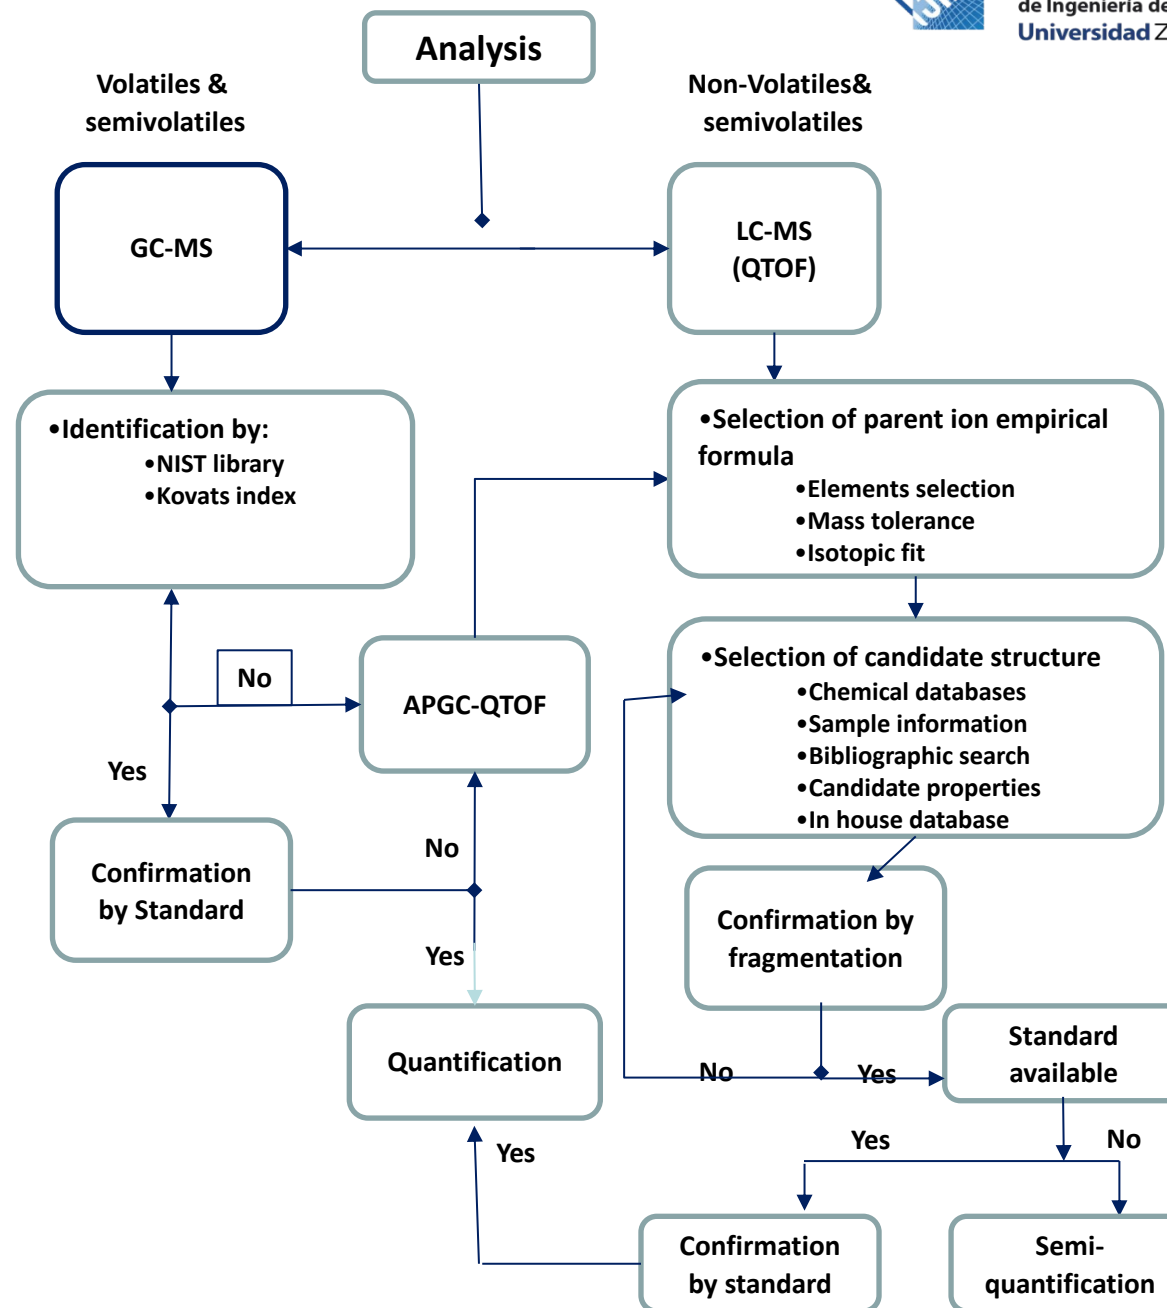 de Ingeniería de
Universidad Z
Analysis
Volatiles &
semivolatiles
Non-Volatiles&
semivolatiles
GC-MS
LC-MS
(QTOF)
•Identification by:
•NIST library
•Kovats index
•Selection of parent ion empirical
formula
•Elements selection
•Mass tolerance
•Isotopic fit
•Selection of candidate structure
•Chemical databases
•Sample information
•Bibliographic search
•Candidate properties
•In house database
No
APGC-QTOF
Yes
Confirmation
by Standard
No
Yes
Confirmation by
fragmentation
Quantification
No
Yes
Standard
available
Yes
Yes
No
Confirmation
by standard
Semi-
quantification